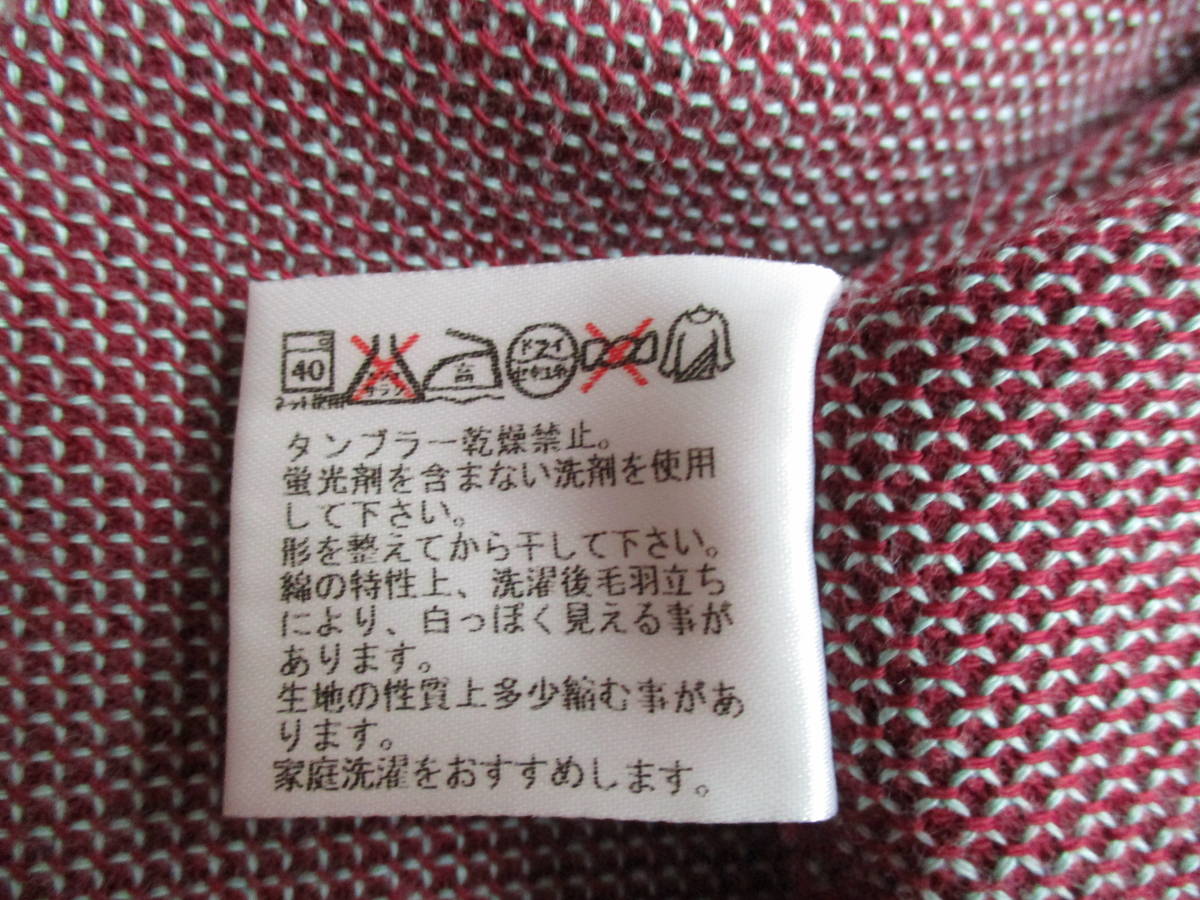 40
ネット使用
高
ドライ
セキユ系
タンブラー乾燥禁止。
蛍光剤を含まない洗剤を使用
して下さい。
形を整えてから干して下さい。
綿の特性上、洗濯後毛羽立ち
により、白っぽく見える事が
あります。
生地の性質上多少縮む事があ
ります。
家庭洗濯をおすすめします。